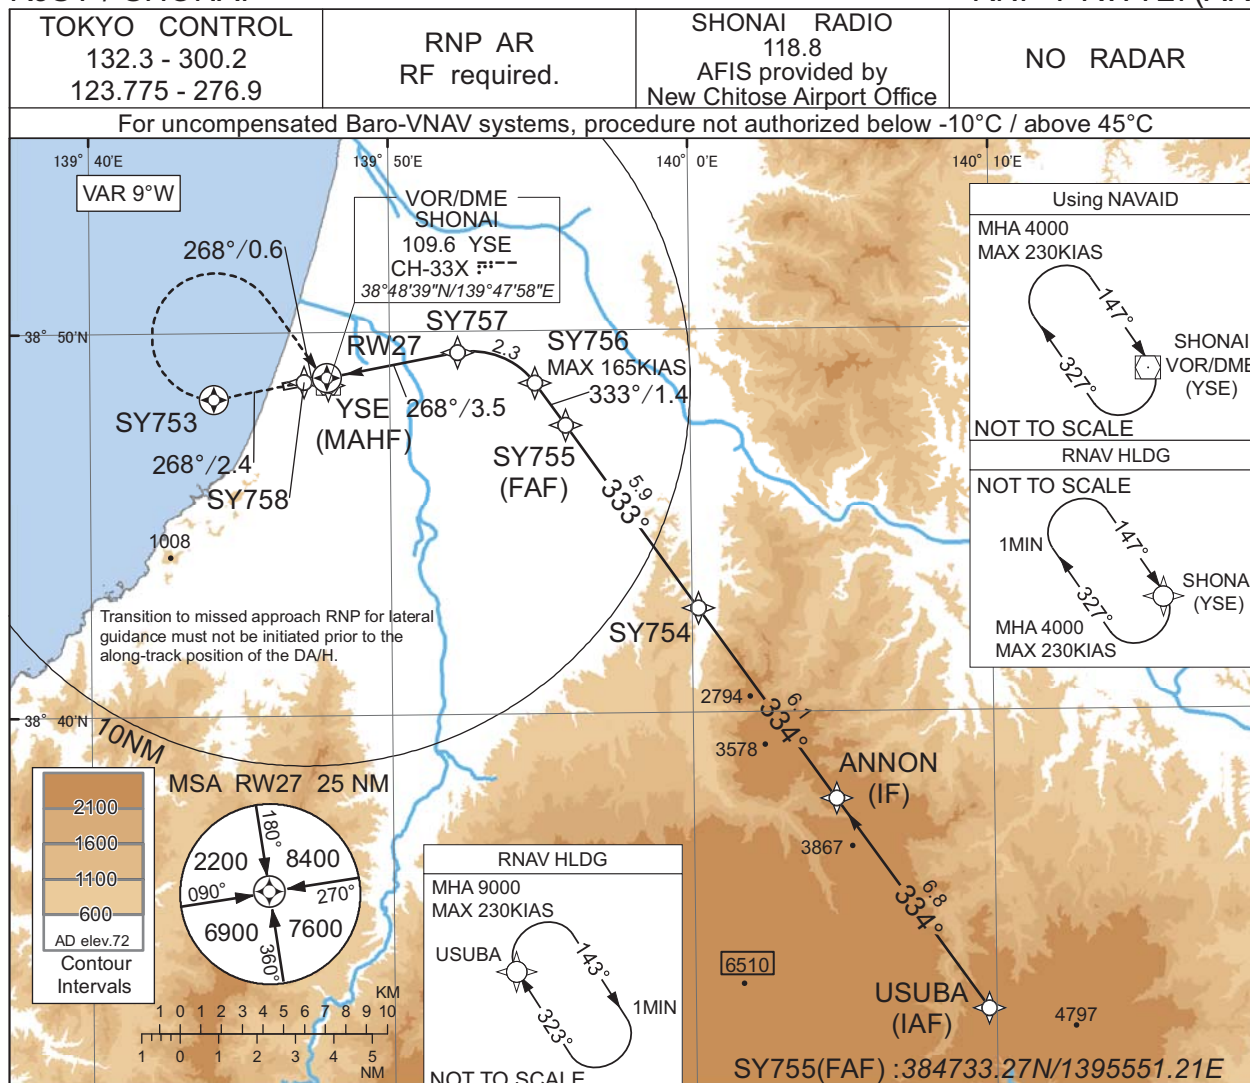 TOKYO CONTROL
132.3 - 300.2
123.775 - 276.9
RNP AR
RF required.
SHONAI RADIO
118.8
AFIS provided by
New Chitose Airport Office
NO RADAR
For uncompensated Baro-VNAV systems, procedure not authorized below -10°C / above 45°C
139° 40'E
139° 50'E
140° 0'E
140° 10'E
VAR 9°W
VOR/DME
SHONAI
109.6 YSE
CH-33X
38°48'39"N/139°47'58"E
268°/0.6
38° 50'N
RW27
SY757
2.3
SY756
MAX 165KIAS
333°/1.4
SY753
YSE
(MAHF)
268°/3.5
268°/2.4
SY758
SY755
(FAF)
5.9
333°
1008
SY754
Transition to missed approach RNP for lateral
guidance must not be initiated prior to the
along-track position of the DA/H.
38° 40'N
10NM
2794
6.1
334°
3578
ANNON
(IF)
3867
6.8
334°
6510
USUBA
(IAF)
4797
SY755(FAF) :384733.27N/1395551.21E
Using NAVAID
MHA 4000
MAX 230KIAS
147°
327°
SHONAI
VOR/DME
(YSE)
NOT TO SCALE
RNAV HLDG
NOT TO SCALE
1MIN
147°
327°
SHONA
(YSE)
MHA 4000
MAX 230KIAS
2100
1600
1100
600
AD elev.72
Contour
Intervals
MSA RW27 25 NM
180°
2200
8400
090°
270°
6900
7600
360°
KM
1 0 1 2 3 4 5 6 7 8 9 10
1 0 1 2 3 4 5
NM
RNAV HLDG
MHA 9000
MAX 230KIAS
USUBA
143°
323°
1MIN
NOT TO SCALE